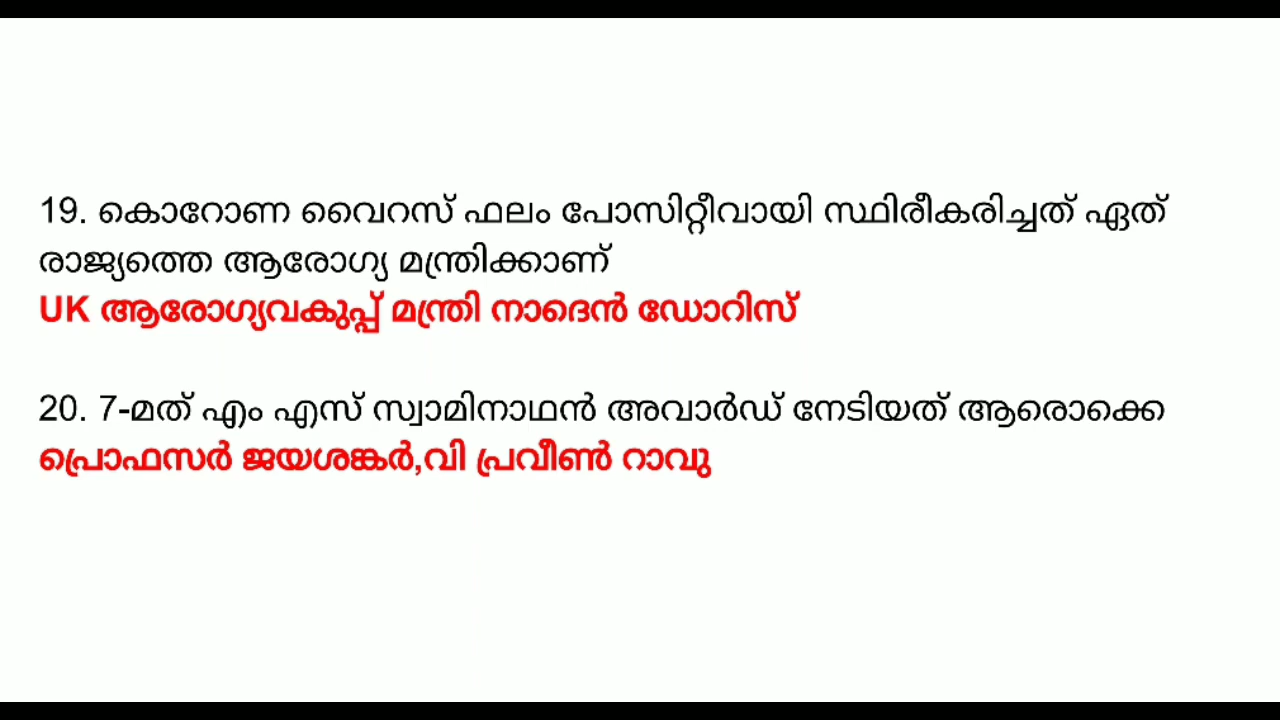 19. കൊറോണ വൈറസ് ഫലം പോസിറ്റീവായി സ്ഥിരീകരിച്ചത് ഏത്
രാജ്യത്തെ ആരോഗ്യ മന്ത്രിക്കാണ്
UK ആരോഗ്യവകുപ്പ് മന്ത്രി നാദെൻ ഡോറിസ്
20. 7-മത് എം എസ് സ്വാമിനാഥൻ അവാർഡ് നേടിയത് ആരൊക്കെ
പ്രൊഫസർ ജയശങ്കർ,വി പ്രവീൺ റാവു